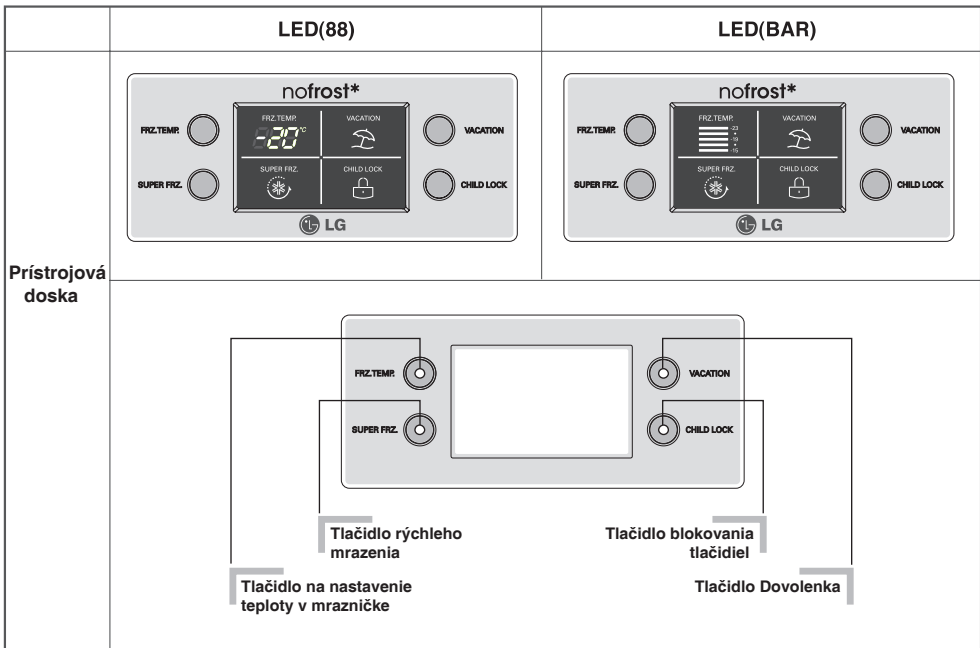 LED(88)
LED(BAR)
Prístrojová
doska
nofrost*
FRZ.TEMP.
SUPER FRZ.
FRZ.TEMP.
-20°C
VACATION
SUPER FRZ.
CHILD LOCK
VACATION
CHILD LOCK
LG
nofrost*
FRZ.TEMP.
SUPER FRZ.
FRZ.TEMP.
-23
-19
-15
VACATION
SUPER FRZ.
CHILD LOCK
VACATION
CHILD LOCK
LG
FRZ.TEMP.
SUPER FRZ.
VACATION
CHILD LOCK
Tlačidlo rýchleho
mrazenia
Tlačidlo blokovania
tlačidiel
Tlačidlo na nastavenie
teploty v mrazničke
Tlačidlo Dovolenka